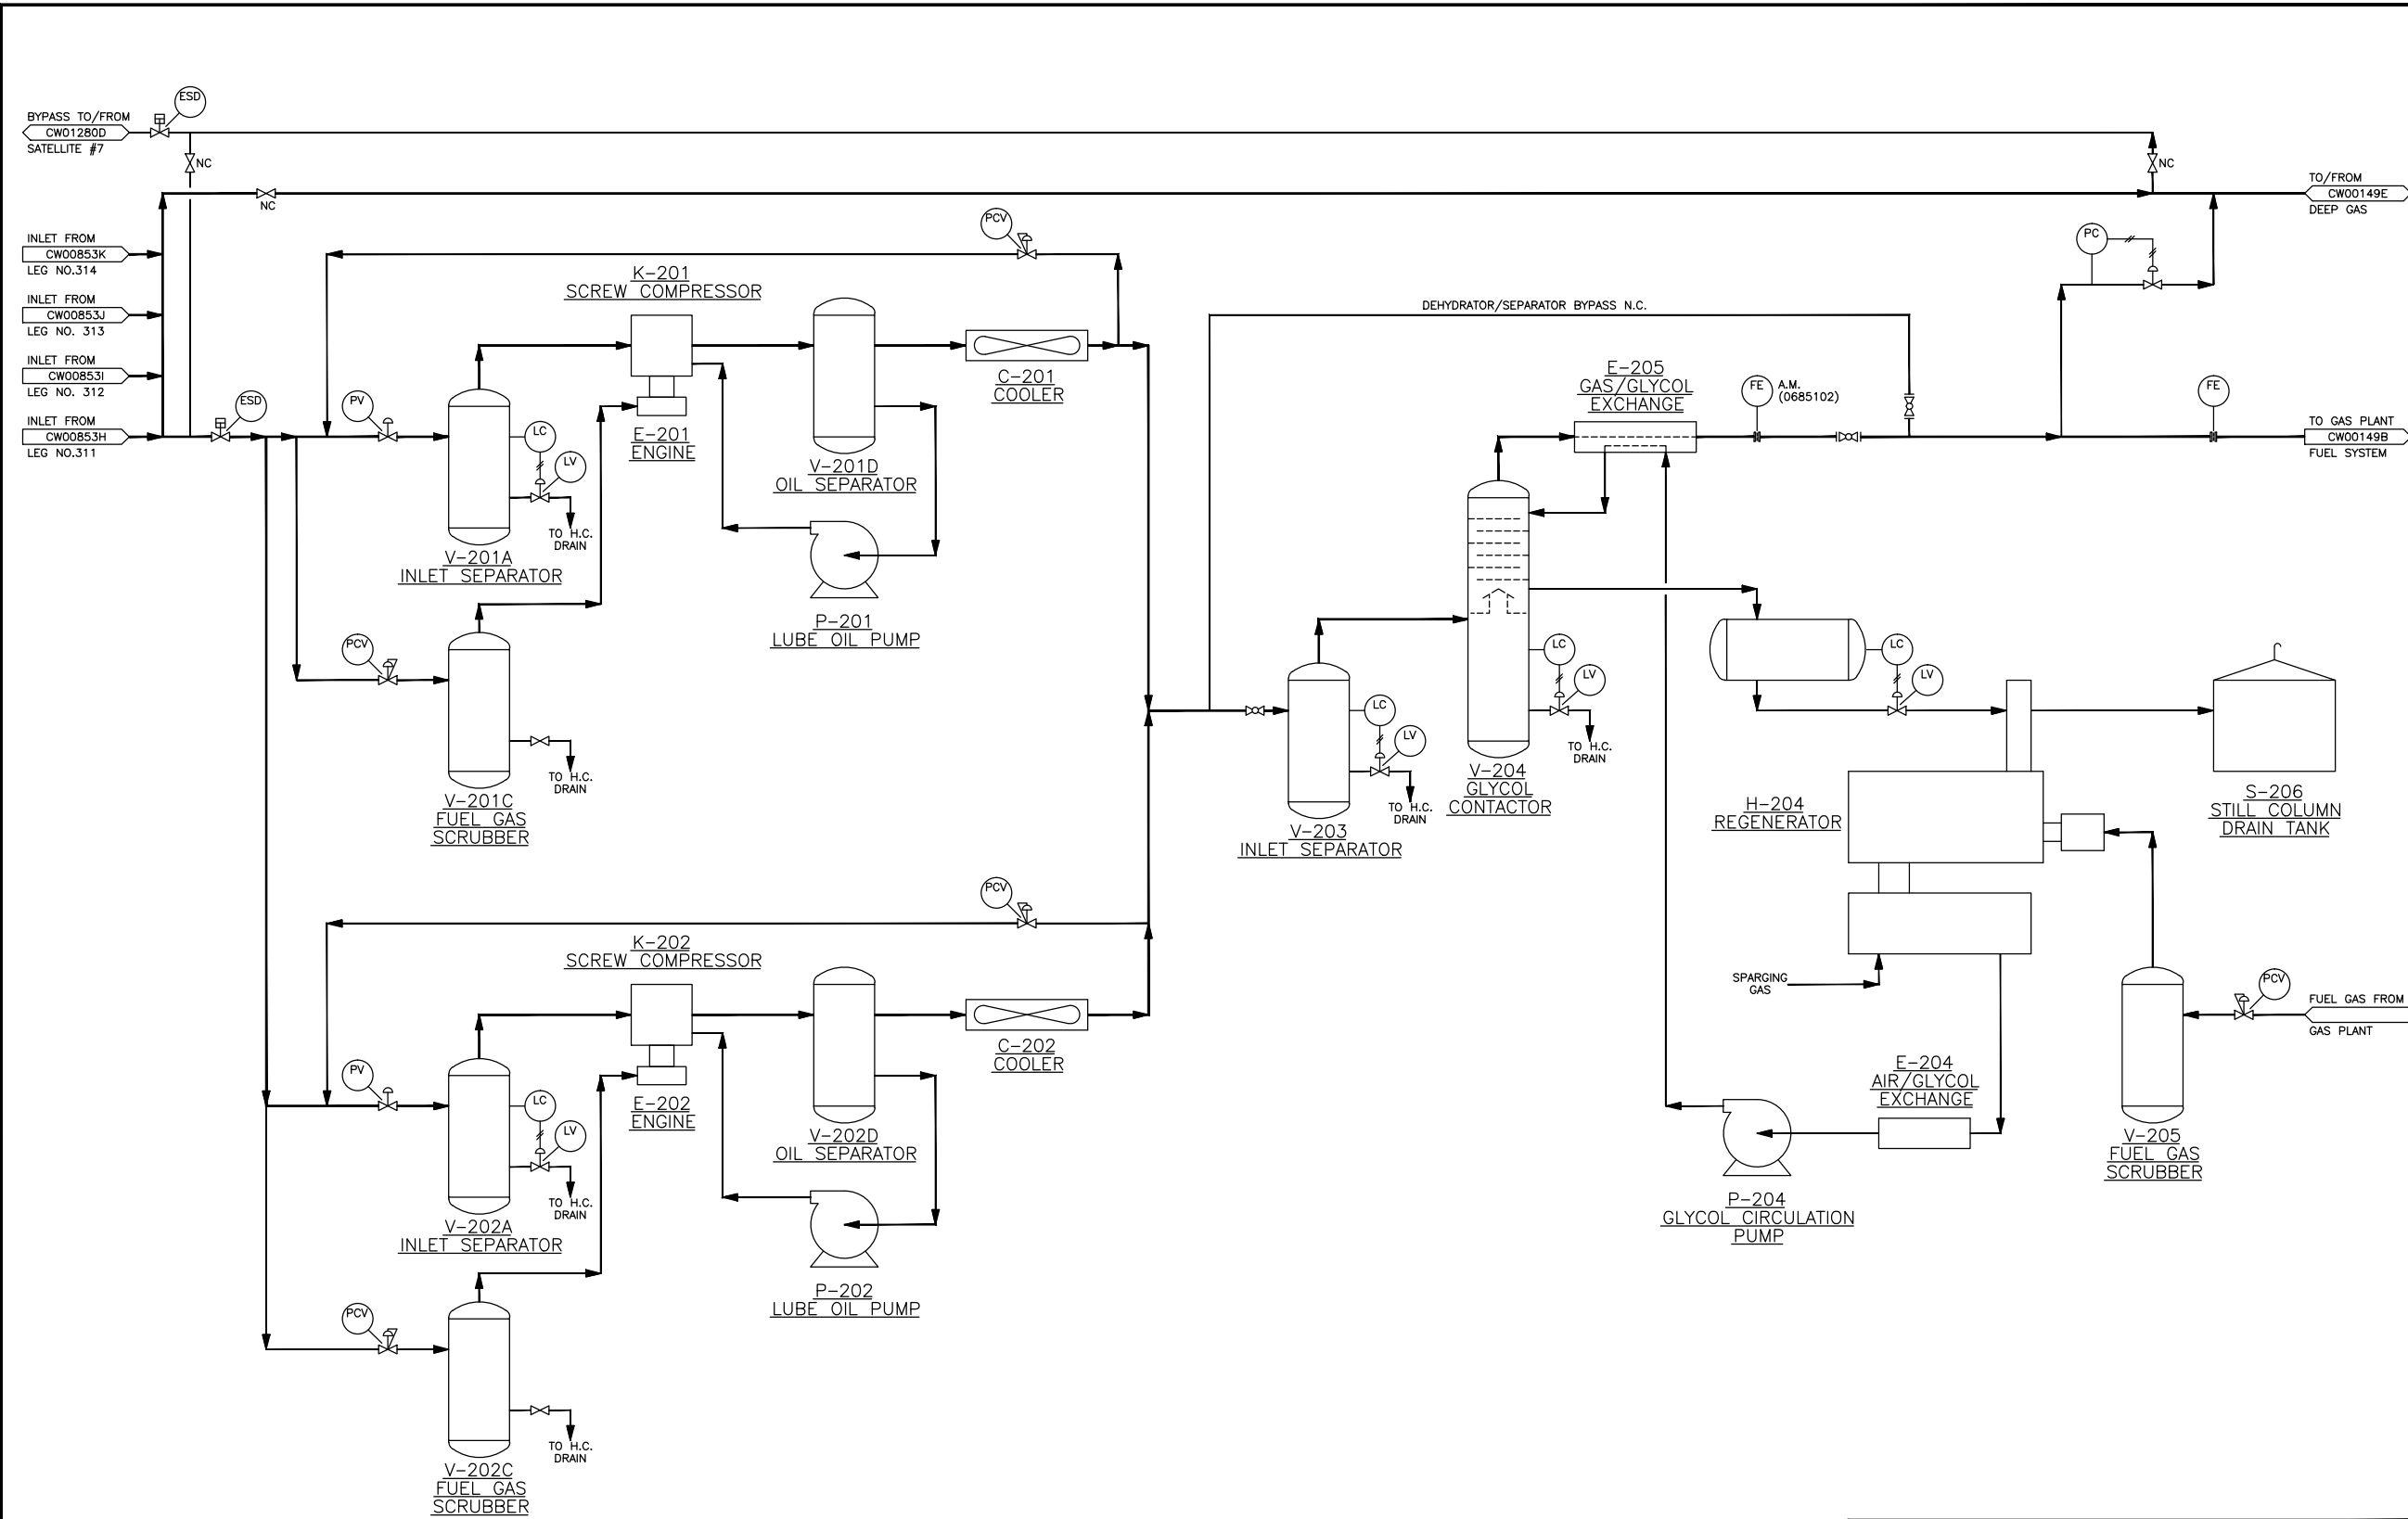 ESD
BYPASS TO/FROM
CW01280D
SATELLITE #7
NC
NC
NC
TO/FROM
CW00149E
DEEP GAS
INLET FROM
CW00853K
LEG NO.314
INLET FROM
CW00853J
LEG NO. 313
INLET FROM
CW00853I
LEG NO. 312
INLET FROM
CW00853H
LEG NO.311
ESD
PV
PCV
K-201
SCREW COMPRESSOR
E-201
ENGINE
LC
LV
TO H.C.
DRAIN
V-201A
INLET SEPARATOR
V-201D
OIL SEPARATOR
C-201
COOLER
P-201
LUBE OIL PUMP
PCV
TO H.C.
DRAIN
V-201C
FUEL GAS
SCRUBBER
PC
DEHYDRATOR/SEPARATOR BYPASS N.C.
E-205
GAS/GLYCOL
EXCHANGE
FE
A.M.
(0685102)
FE
TO GAS PLANT
CW00149B
FUEL SYSTEM
LC
LV
TO H.C.
DRAIN
V-203
INLET SEPARATOR
LC
LV
TO H.C.
DRAIN
V-204
GLYCOL
CONTACTOR
LC
LV
H-204
REGENERATOR
S-206
STILL COLUMN
DRAIN TANK
SPARGING
GAS
PCV
FUEL GAS FROM
GAS PLANT
E-204
AIR/GLYCOL
EXCHANGE
V-205
FUEL GAS
SCRUBBER
P-204
GLYCOL CIRCULATION
PUMP
PCV
K-202
SCREW COMPRESSOR
PV
LC
LV
TO H.C.
DRAIN
V-202A
INLET SEPARATOR
E-202
ENGINE
V-202D
OIL SEPARATOR
C-202
COOLER
P-202
LUBE OIL PUMP
PCV
TO H.C.
DRAIN
V-202C
FUEL GAS
SCRUBBER